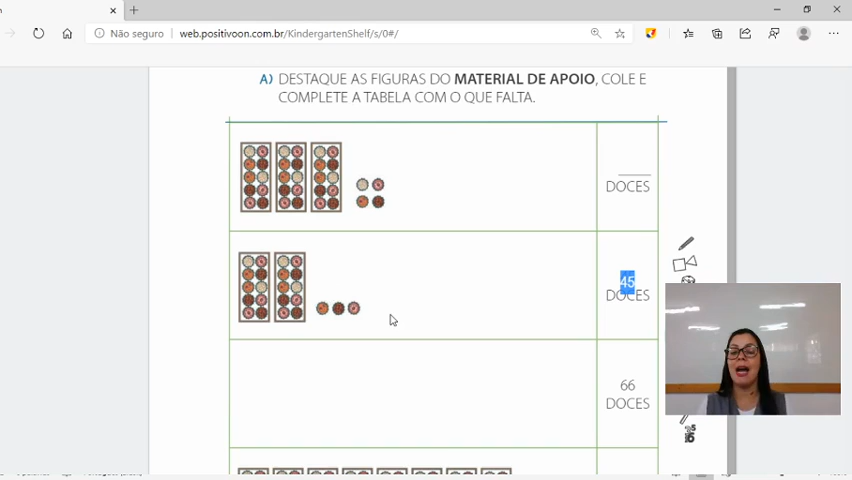 Não seguro
web.positivoon.com.br/KindergartenShelf/s/0#/
A) DESTAQUE AS FIGURAS DO MATERIAL DE APOIO, COLE E
COMPLETE A TABELA COM O QUE FALTA.
DOCES
45
DOCES
66
DOCES